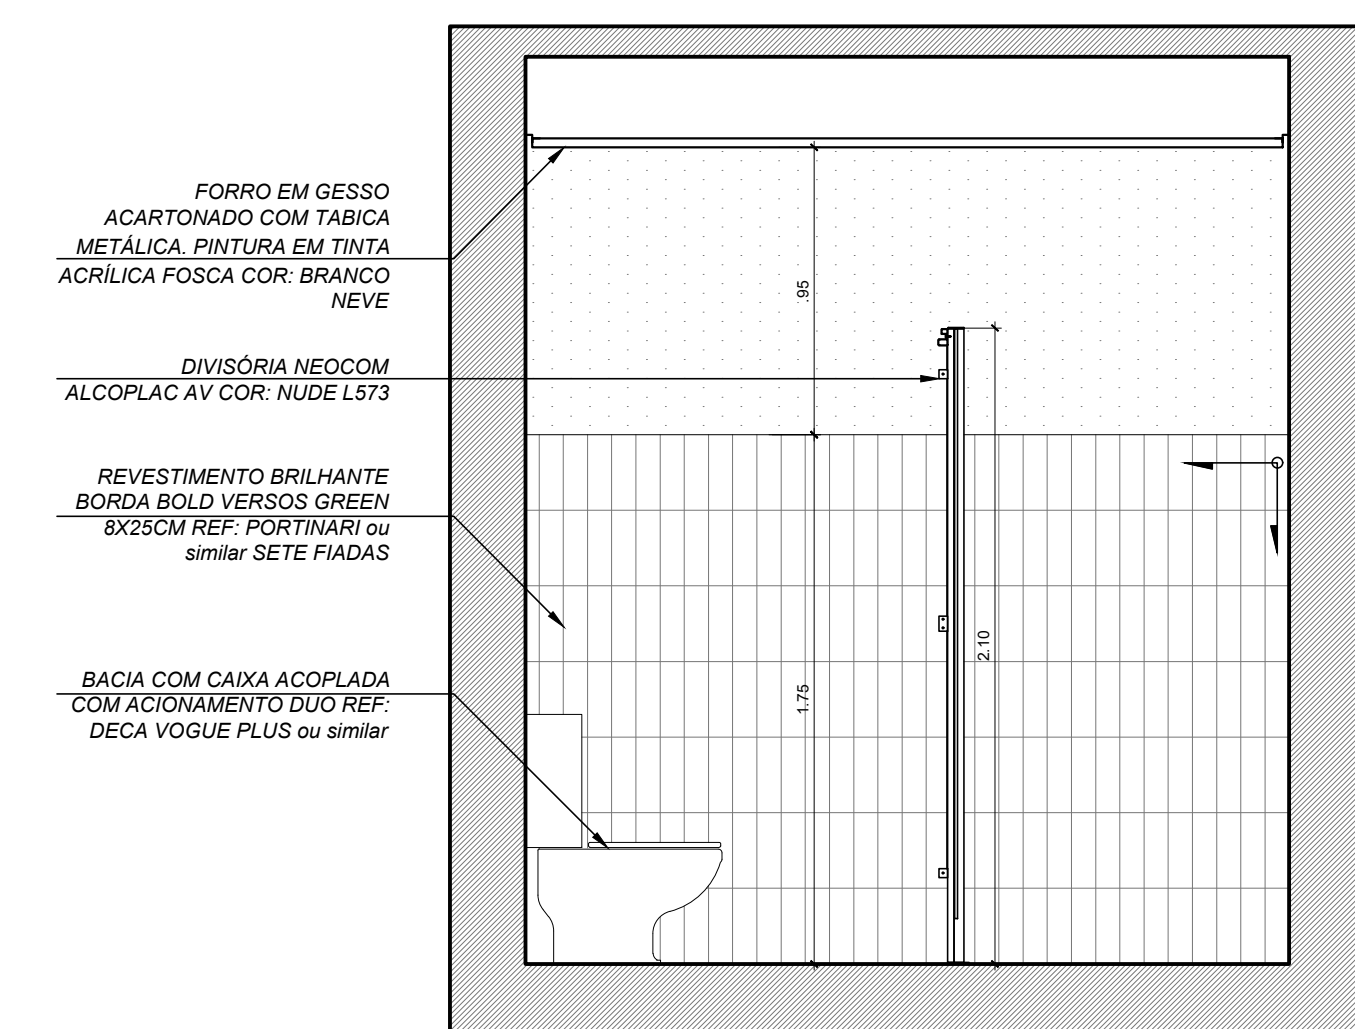 FORRO EM GESSO
ACARTONADO COM TABICA
METÁLICA. PINTURA EM TINTA
ACRÍLICA FOSCA COR: BRANCO
NEVE
.95
DIVISÓRIA NEOCOM
ALCOPLAC AV COR: NUDE L573
REVESTIMENTO BRILHANTE
BORDA BOLD VERSOS GREEN
8X25CM REF: PORTINARI ou
similar SETE FIADAS
2.10
1.75
BACIA COM CAIXA ACOPLADA
COM ACIONAMENTO DUO REF:
DECA VOGUE PLUS ou similar